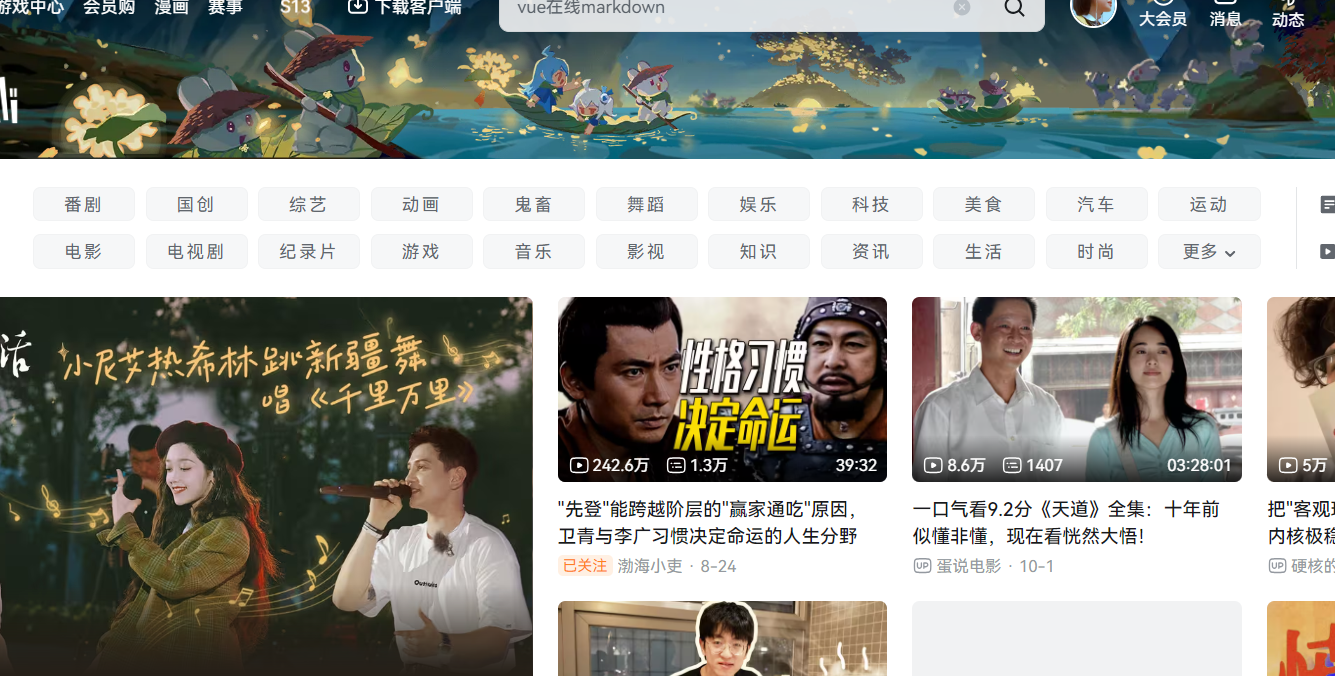 游戏中心 会员购 漫画 赛事 S13 下载客户端 vue在线markdown 大会员 消息 动态
番剧 国创 综艺 动画 鬼畜 舞蹈 娱乐 科技 美食 汽车 运动
电影 电视剧 纪录片 游戏 音乐 影视 知识 资讯 生活 时尚 更多
活
小尼艾热希林跳新疆舞
唱《千里万里》
性格习惯
决定命运
242.6万 1.3万 39:32
8.6万 1407 03:28:01
5万
"先登"能跨越阶层的"赢家通吃"原因,
卫青与李广习惯决定命运的人生分野
已关注 渤海小吏 · 8-24
一口气看9.2分《天道》全集：十年前
似懂非懂，现在看恍然大悟！
UP 蛋说电影 · 10-1
把"客观
内核极稳
UP 硬核的